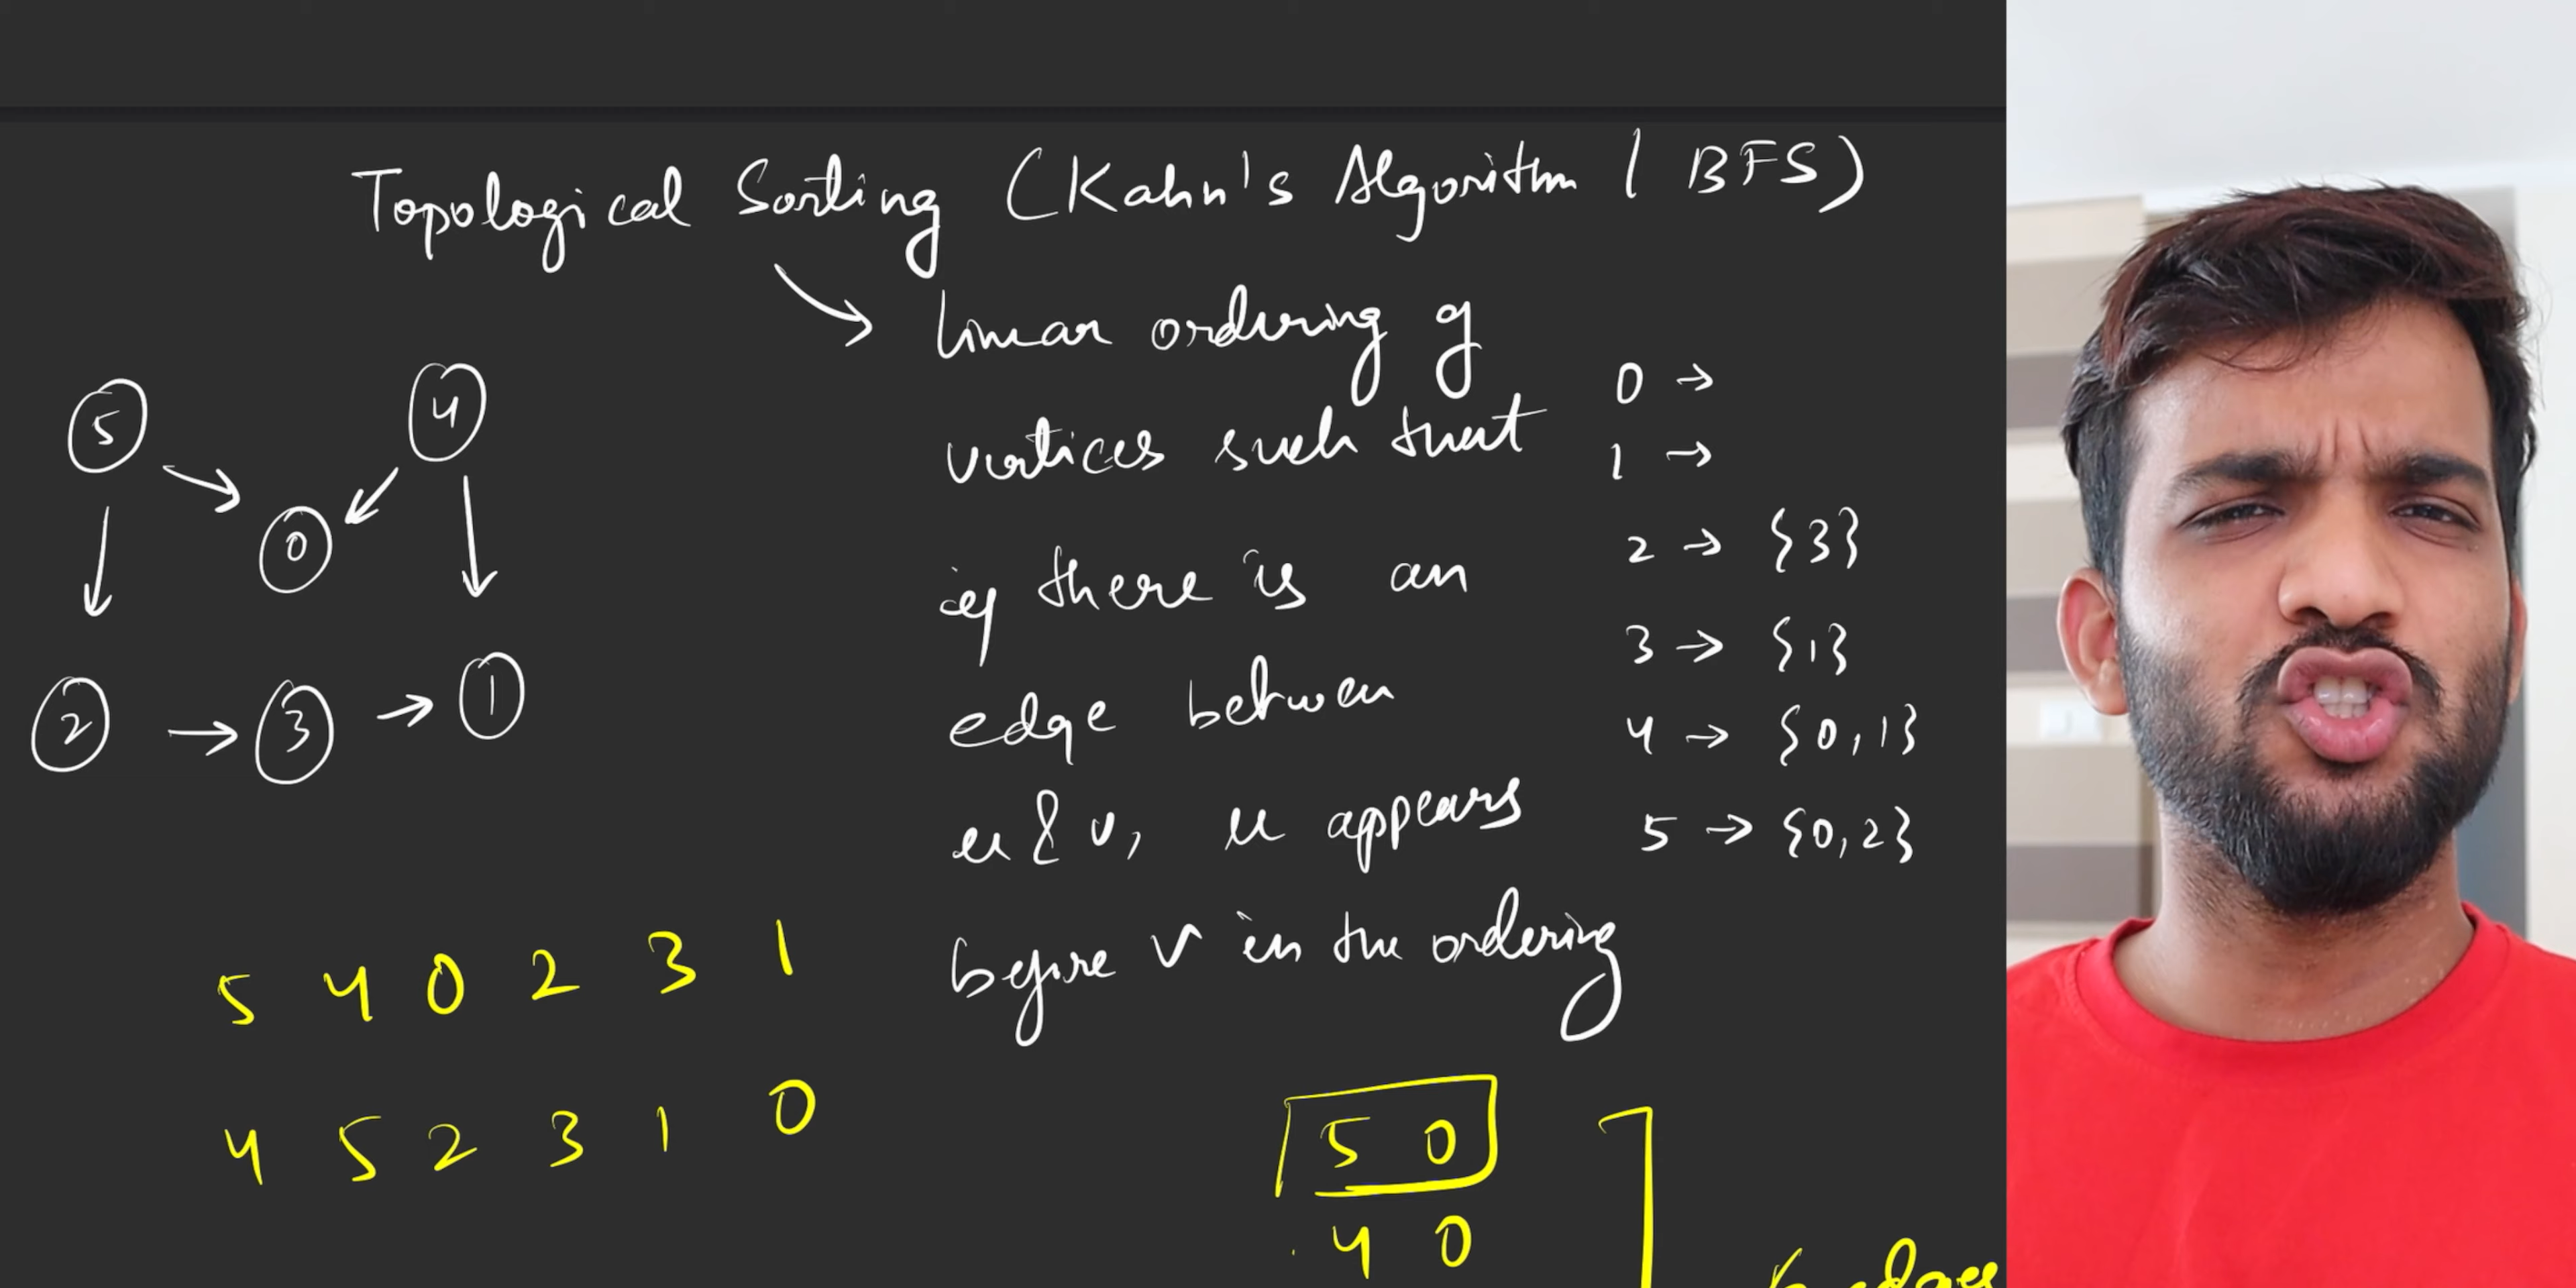 Topological Sorting (Kahn's Algorithm | BFS)
→ linear ordering of
vertices such that
if there is an
edge between
u & v, u appears
before v in the ordering
5 4
0
2 → 3 → 1
0 →
1 →
2 → {3}
3 → {1}
4 → {0,1}
5 → {0,2}
5 4 0 2 3 1
4 5 2 3 1 0
5 0
4 0
edges